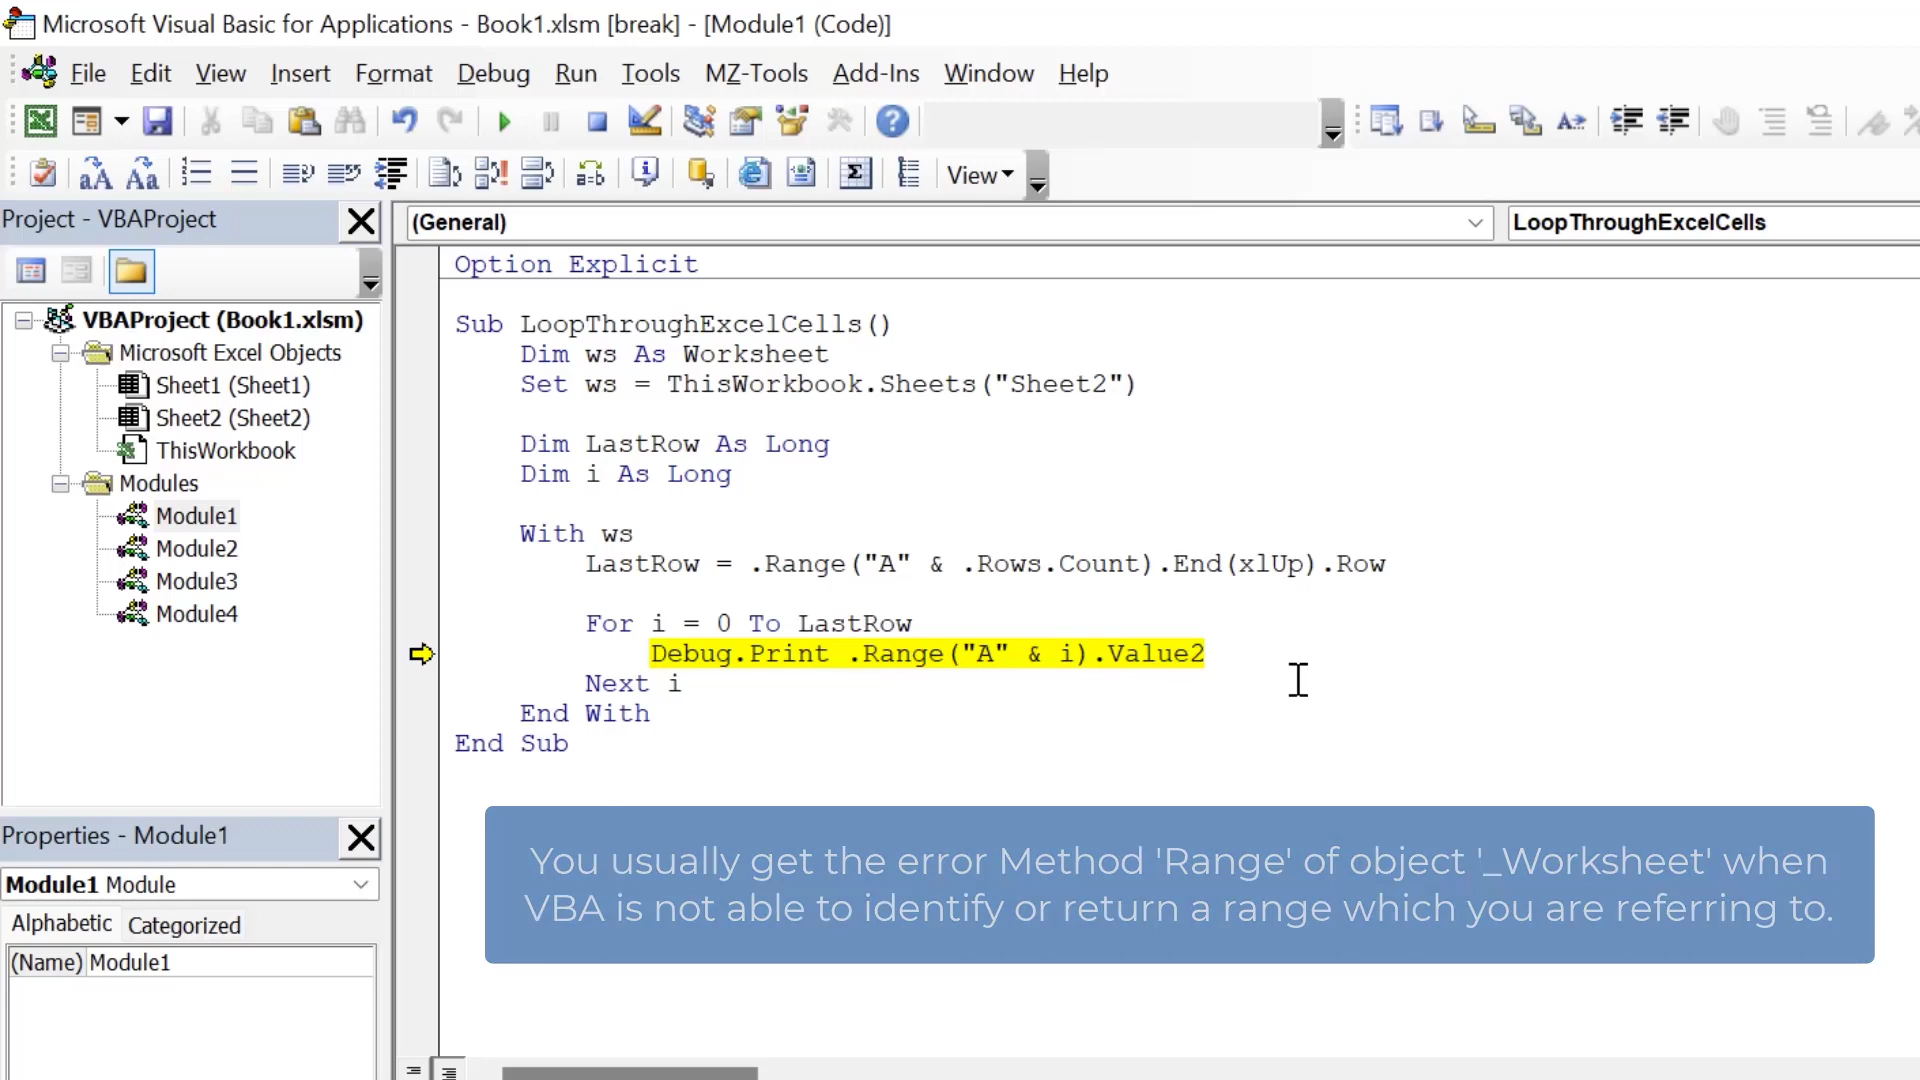 Microsoft Visual Basic for Applications - Book1.xlsm [break] - [Module1 (Code)]
File Edit View Insert Format Debug Run Tools MZ-Tools Add-Ins Window Help
View
Project - VBAProject
(General)
LoopThroughExcelCells
VBAProject (Book1.xlsm)
Microsoft Excel Objects
Sheet1 (Sheet1)
Sheet2 (Sheet2)
ThisWorkbook
Modules
Module1
Module2
Module3
Module4
Option Explicit
Sub LoopThroughExcelCells()
Dim ws As Worksheet
Set ws = ThisWorkbook.Sheets("Sheet2")
Dim LastRow As Long
Dim i As Long
With ws
LastRow = .Range("A" & .Rows.Count).End(xlUp).Row
For i = 0 To LastRow
Debug.Print .Range("A" & i).Value2
Next i
End With
End Sub
Properties - Module1
Module1 Module
Alphabetic Categorized
(Name) Module1
You usually get the error Method 'Range' of object '_Worksheet' when
VBA is not able to identify or return a range which you are referring to.